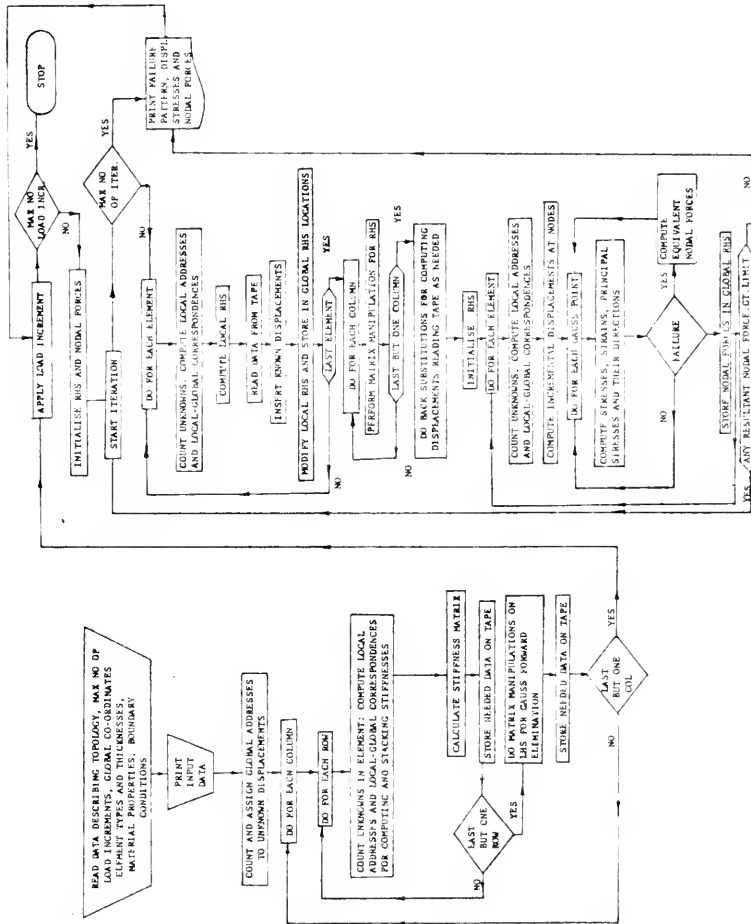 READ DATA DESCRIBING TOPOLOGY, MAX NO OF
LOAD INCREMENTS, GLOBAL CO-ORDINATES
ELEMENT TYPES AND THICKNESSES,
MATERIAL PROPERTIES, BOUNDARY
CONDITIONS
PRINT
INPUT
DATA
COUNT AND ASSIGN GLOBAL ADDRESSES
TO UNKNOWN DISPLACEMENTS
DO FOR EACH COLUMN
DO FOR EACH ROW
COUNT UNKNOWNS IN ELEMENT: COMPUTE LOCAL
ADDRESSES AND LOCAL-GLOBAL CORRESPONDENCES
FOR COMPUTING AND STACKING STIFFNESSES
CALCULATE STIFFNESS MATRIX
STORE NEEDED DATA ON TAPE
LAST
BUT ONE
ROW
NO
YES
DO MATRIX MANIPULATIONS ON
LHS FOR GAUSS FORWARD
ELIMINATION
STORE NEEDED DATA ON TAPE
LAST
BUT ONE
COL
NO
YES
APPLY LOAD INCREMENT
MAX NO
LOAD INCR.
YES
STOP
NO
INITIALISE RHS AND NODAL FORCES
START ITERATION
MAX NO
OF ITER.
YES
PRINT FAILURE
PATTERN, DISPL
STRESSES AND
NODAL FORCES
NO
DO FOR EACH ELEMENT
COUNT UNKNOWNS. COMPUTE LOCAL ADDRESSES
AND LOCAL-GLOBAL CORRESPONDENCES
COMPUTE LOCAL RHS
READ DATA FROM TAPE
INSERT KNOWN DISPLACEMENTS
MODIFY LOCAL RHS AND STORE IN GLOBAL RHS LOCATIONS
LAST ELEMENT
YES
NO
DO FOR EACH COLUMN
PERFORM MATRIX MANIPULATION FOR RHS
LAST BUT ONE COLUMN
YES
NO
DO BACK SUBSTITUTIONS FOR COMPUTING
DISPLACEMENTS READING TAPE AS NEEDED
INITIALISE RHS
DO FOR EACH ELEMENT
COUNT UNKNOWNS. COMPUTE LOCAL ADDRESSES
AND LOCAL-GLOBAL CORRESPONDENCES
COMPUTE INCREMENTAL DISPLACEMENTS AT NODES
DO FOR EACH GAUSS POINT
COMPUTE STRESSES, STRAINS, PRINCIPAL
STRESSES AND THEIR DIRECTIONS
FAILURE
NO
YES
COMPUTE
EQUIVALENT
NODAL FORCES
STORE NODAL FORCES IN GLOBAL RHS
YES
ANY RESULTANT NODAL FORCE.GT.LIMIT
NO